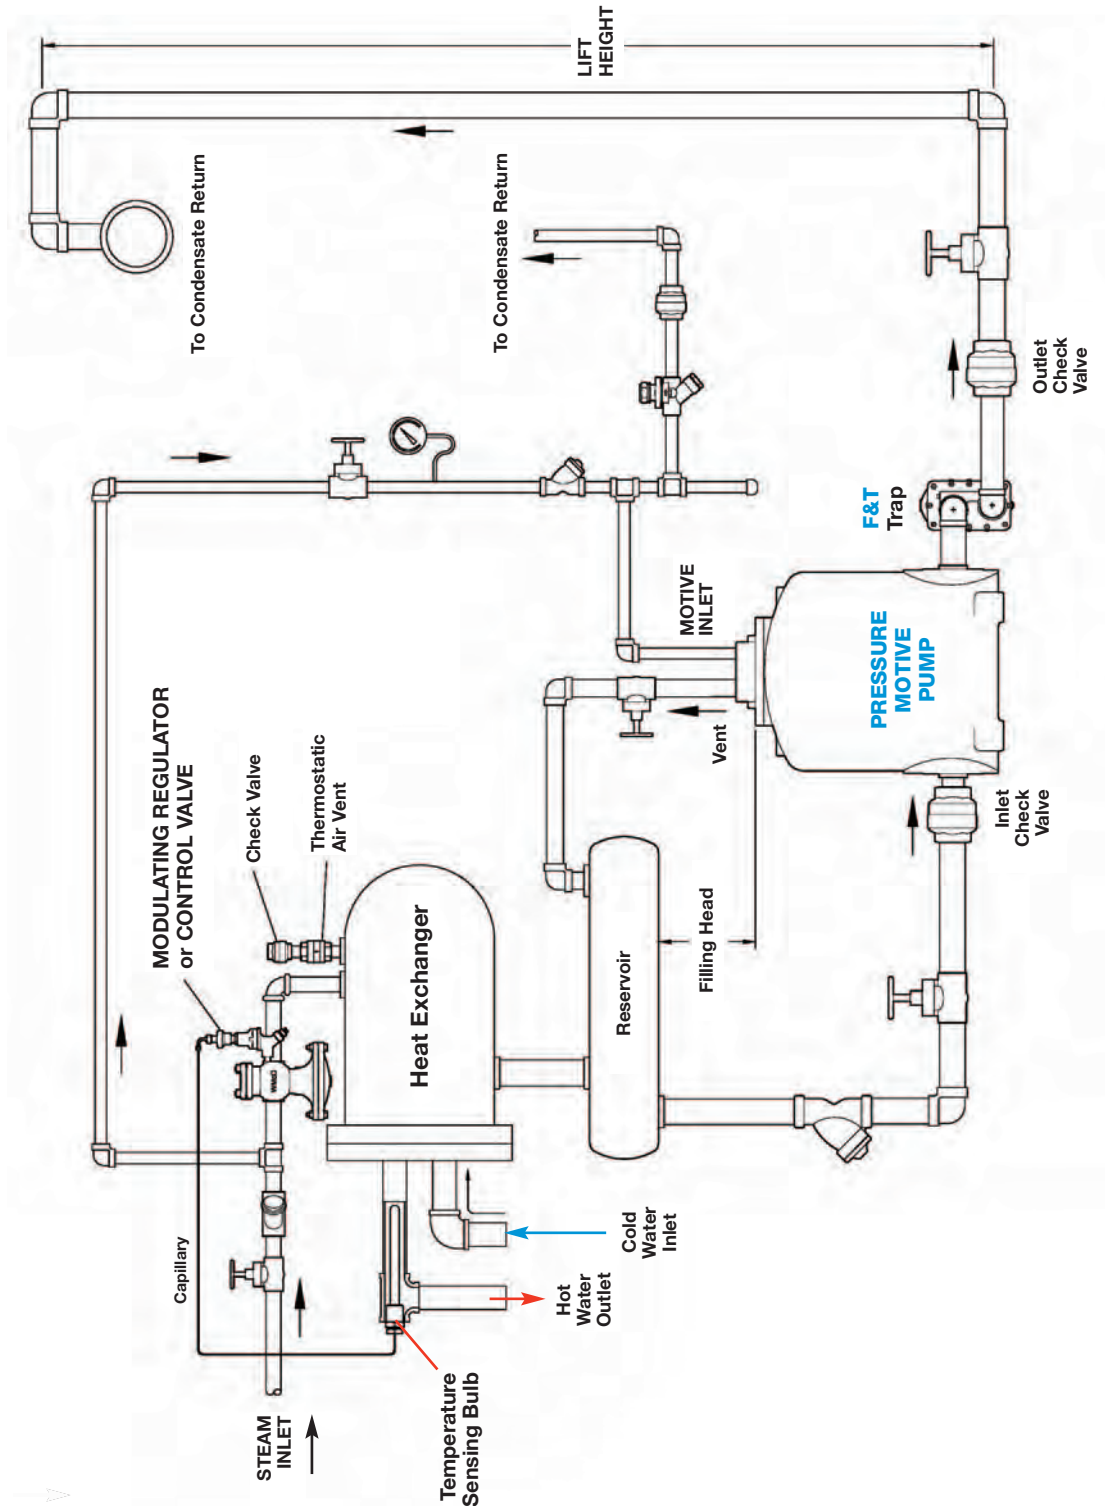 LIFT
HEIGHT
To Condensate Return
To Condensate Return
MODULATING REGULATOR
or CONTROL VALVE
Check Valve
Thermostatic
Air Vent
Capillary
STEAM
INLET
Heat Exchanger
Temperature
Sensing Bulb
Hot
Water
Outlet
Cold
Water
Inlet
Reservoir
Filling Head
Vent
MOTIVE
INLET
PRESSURE
MOTIVE
PUMP
F&T
Trap
Inlet
Check
Valve
Outlet
Check
Valve